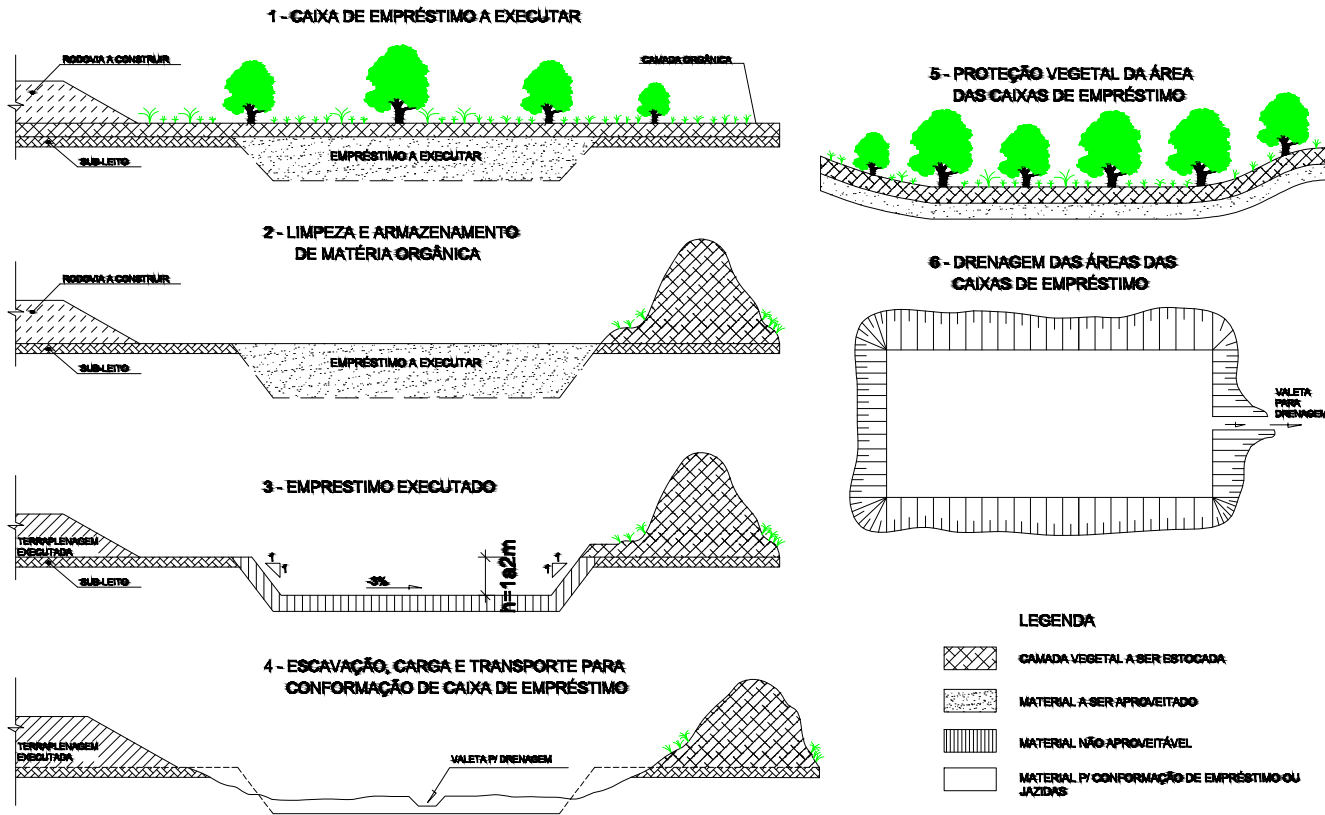 1 - CAIXA DE EMPRÉSTIMO A EXECUTAR
RODOVIA A CONSTRUIR
CAMADA ORGÂNICA
EMPRÉSTIMO A EXECUTAR
SUB-LEITO
2 - LIMPEZA E ARMAZENAMENTO
DE MATÉRIA ORGÂNICA
RODOVIA A CONSTRUIR
EMPRÉSTIMO A EXECUTAR
SUB-LEITO
3 - EMPRESTIMO EXECUTADO
TERRAPLENAGEM
EXECUTADA
SUB-LEITO
1
1
-3%
h=1a2m
1
1
4 - ESCAVAÇÃO, CARGA E TRANSPORTE PARA
CONFORMAÇÃO DE CAIXA DE EMPRÉSTIMO
TERRAPLENAGEM
EXECUTADA
VALETA P/ DRENAGEM
5 - PROTEÇÃO VEGETAL DA ÁREA
DAS CAIXAS DE EMPRÉSTIMO
6 - DRENAGEM DAS ÁREAS DAS
CAIXAS DE EMPRÉSTIMO
VALETA
PARA
DRENAGEM
LEGENDA
CAMADA VEGETAL A SER ESTOCADA
MATERIAL A SER APROVEITADO
MATERIAL NÃO APROVEITÁVEL
MATERIAL P/ CONFORMAÇÃO DE EMPRÉSTIMO OU
JAZIDAS